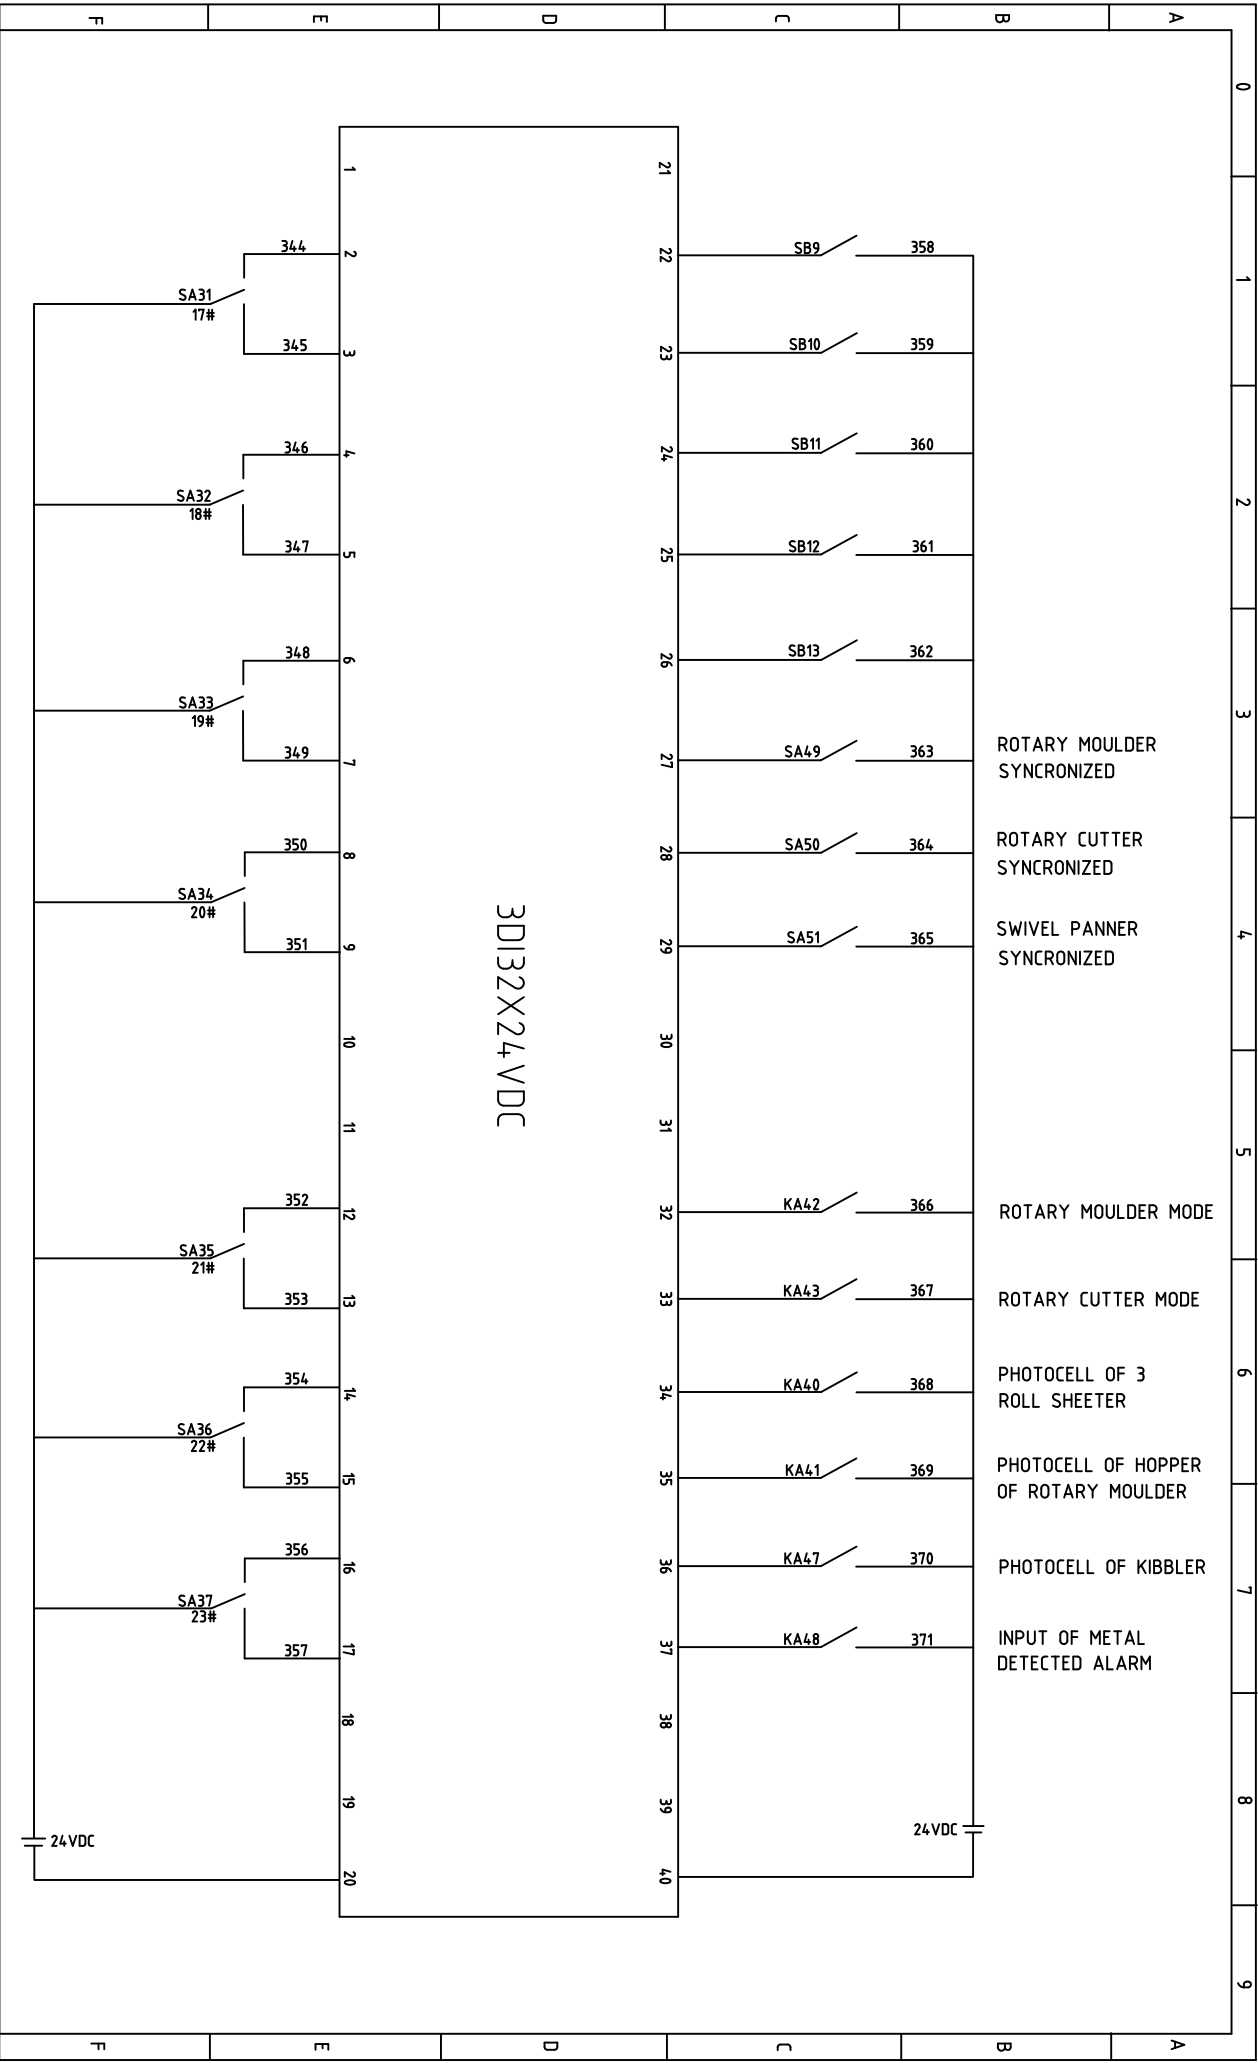 F E D C B A
0
1
2
3
4
5
6
7
8
9
F E D C B A
3DI32X24VDC
1
2
3
4
5
6
7
8
9
10
11
12
13
14
15
16
17
18
19
20
21
22
23
24
25
26
27
28
29
30
31
32
33
34
35
36
37
38
39
40
344
SA31
17#
345
346
SA32
18#
347
348
SA33
19#
349
350
SA34
20#
351
352
SA35
21#
353
354
SA36
22#
355
356
SA37
23#
357
24VDC
SB9 358
SB10 359
SB11 360
SB12 361
SB13 362
SA49 363
ROTARY MOULDER
SYNCRONIZED
SA50 364
ROTARY CUTTER
SYNCRONIZED
SA51 365
SWIVEL PANNER
SYNCRONIZED
KA42 366 ROTARY MOULDER MODE
KA43 367 ROTARY CUTTER MODE
KA40 368
PHOTOCELL OF 3
ROLL SHEETER
KA41 369
PHOTOCELL OF HOPPER
OF ROTARY MOULDER
KA47 370 PHOTOCELL OF KIBBLER
KA48 371
INPUT OF METAL
DETECTED ALARM
24VDC